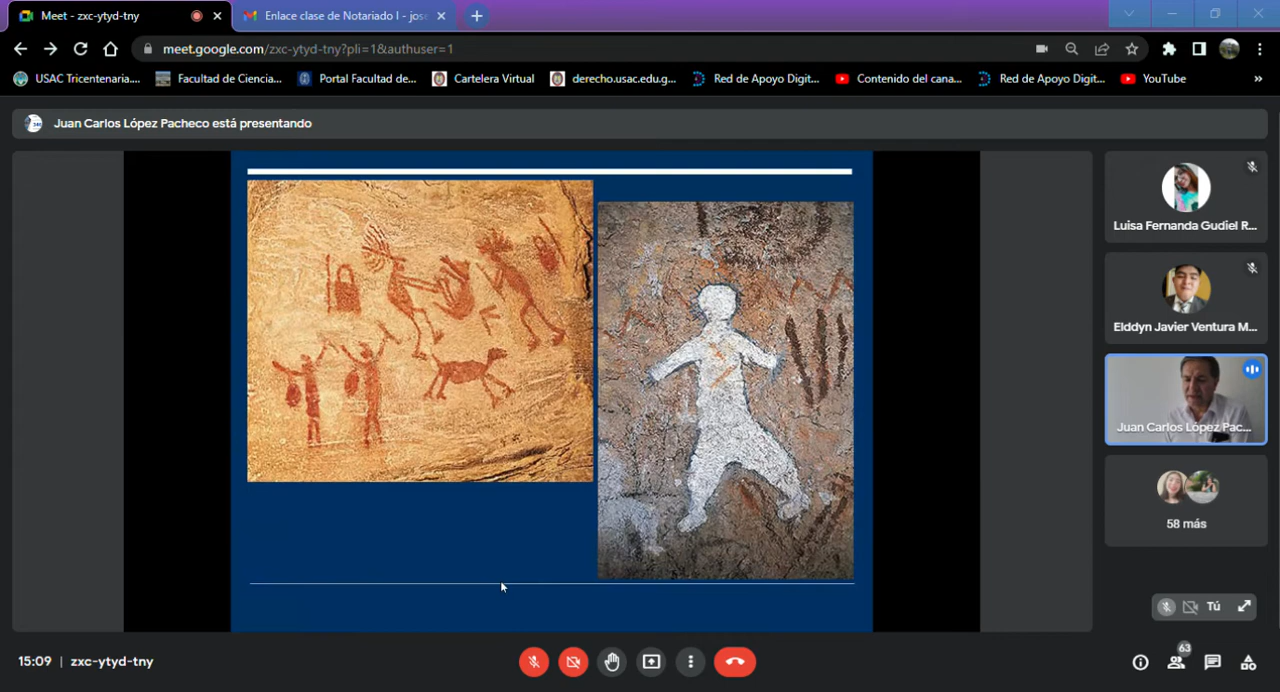 Meet - zxc-ytyd-tny
Enlace clase de Notariado I - jos
meet.google.com/zxc-ytyd-tny?pli=1&authuser=1
USAC Tricentenaria....
Facultad de Ciencia...
Portal Facultad de...
Cartelera Virtual
derecho.usac.edu.g...
Red de Apoyo Digit...
Contenido del cana...
Red de Apoyo Digit...
YouTube
Juan Carlos López Pacheco está presentando
Luisa Fernanda Gudiel R...
Elddyn Javier Ventura M...
Juan Carlos López Pac...
58 más
Tú
15:09 | zxc-ytyd-tny
63